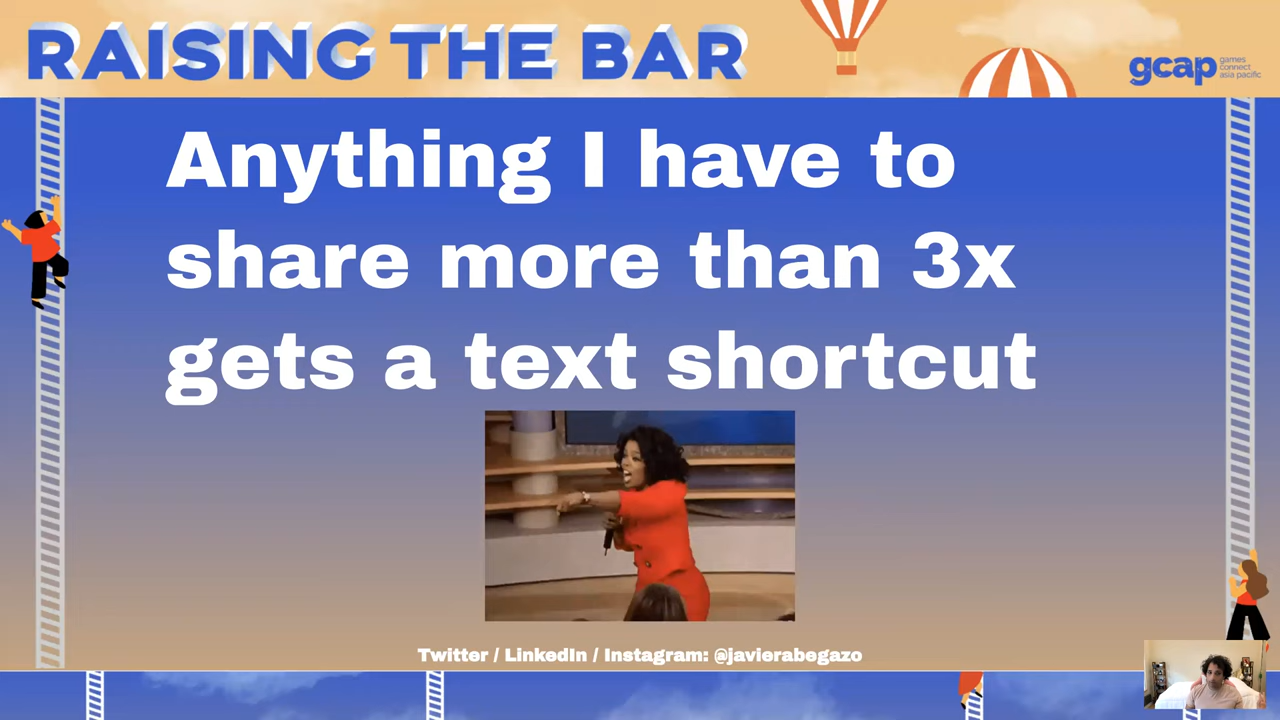 RAISING THE BAR
gcap games
connect
asia pacific
Anything I have to
share more than 3x
gets a text shortcut
Twitter / LinkedIn / Instagram: @javierabegazo